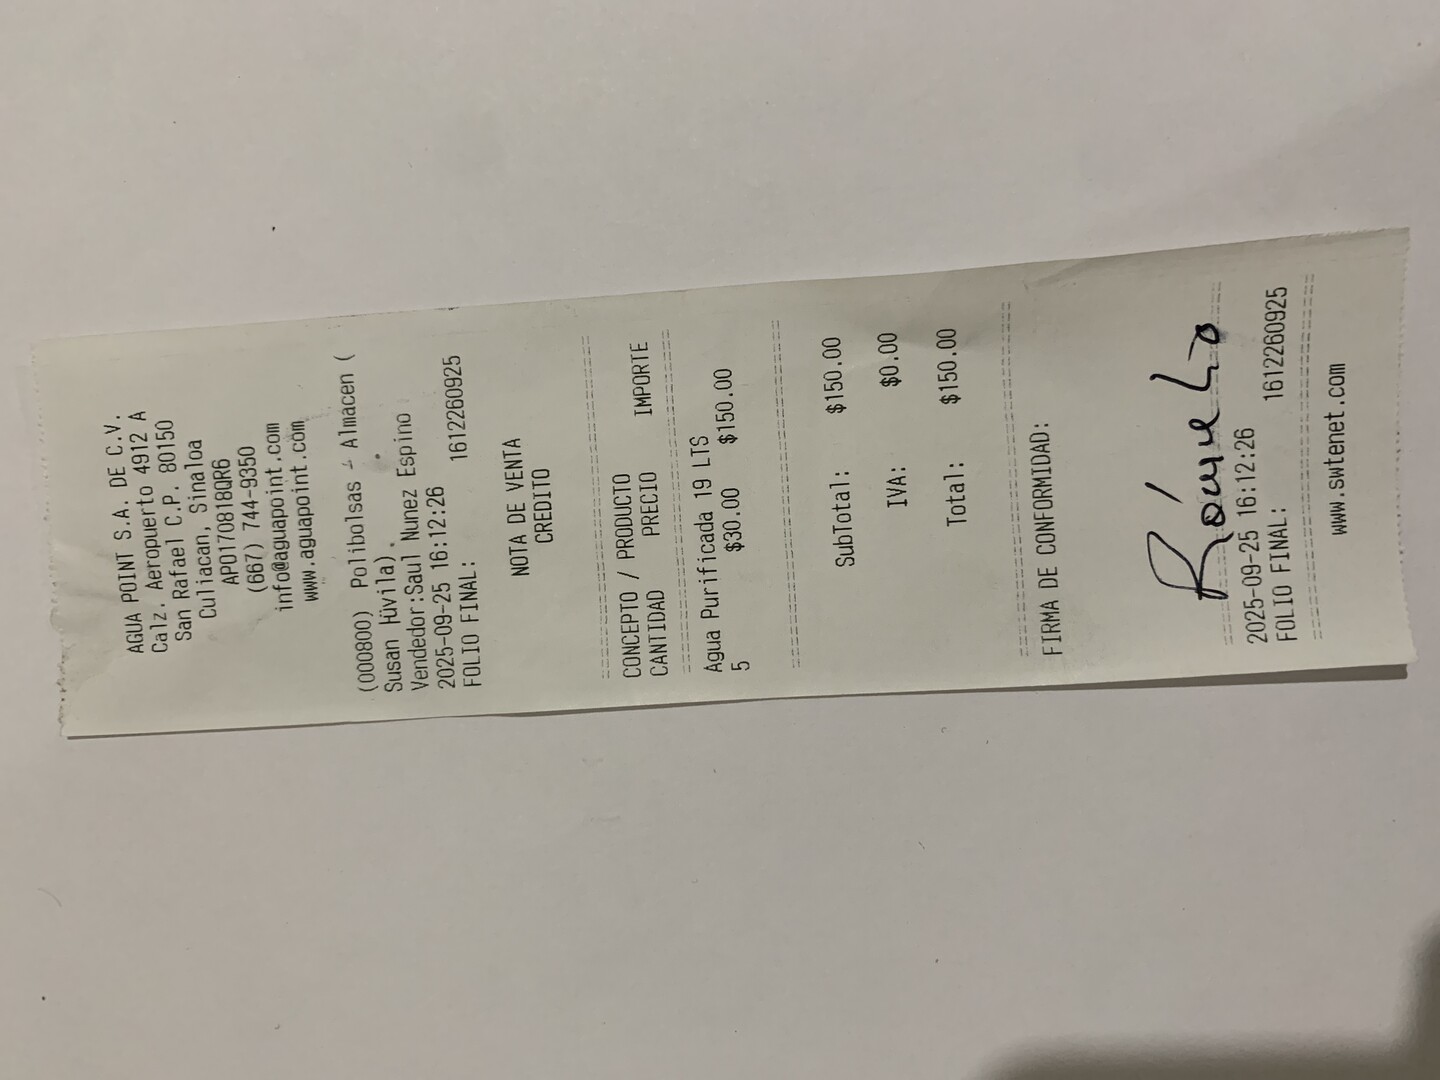 AGUA POINT S.A. DE C.V.
Calz. Aeropuerto 4912 A
San Rafael C.P. 80150
Culiacan, Sinaloa
APO170818QR6
(667) 744-9350
info@aguapoint.com
www.aguapoint.com
(000800) Polibolsas - Almacen (
Susan
Vendedor:Saul Nunez Espino
2025-09-25 16:12:26
FOLIO FINAL: 1612260925
NOTA DE VENTA
CREDITO
CONCEPTO / PRODUCTO
CANTIDAD PRECIO IMPORTE
Agua Purificada 19 LTS
5 $30.00 $150.00
SubTotal: $150.00
IVA: $0.00
Total: $150.00
FIRMA DE CONFORMIDAD:
2025-09-25 16:12:26
FOLIO FINAL: 1612260925
www.swtenet.com